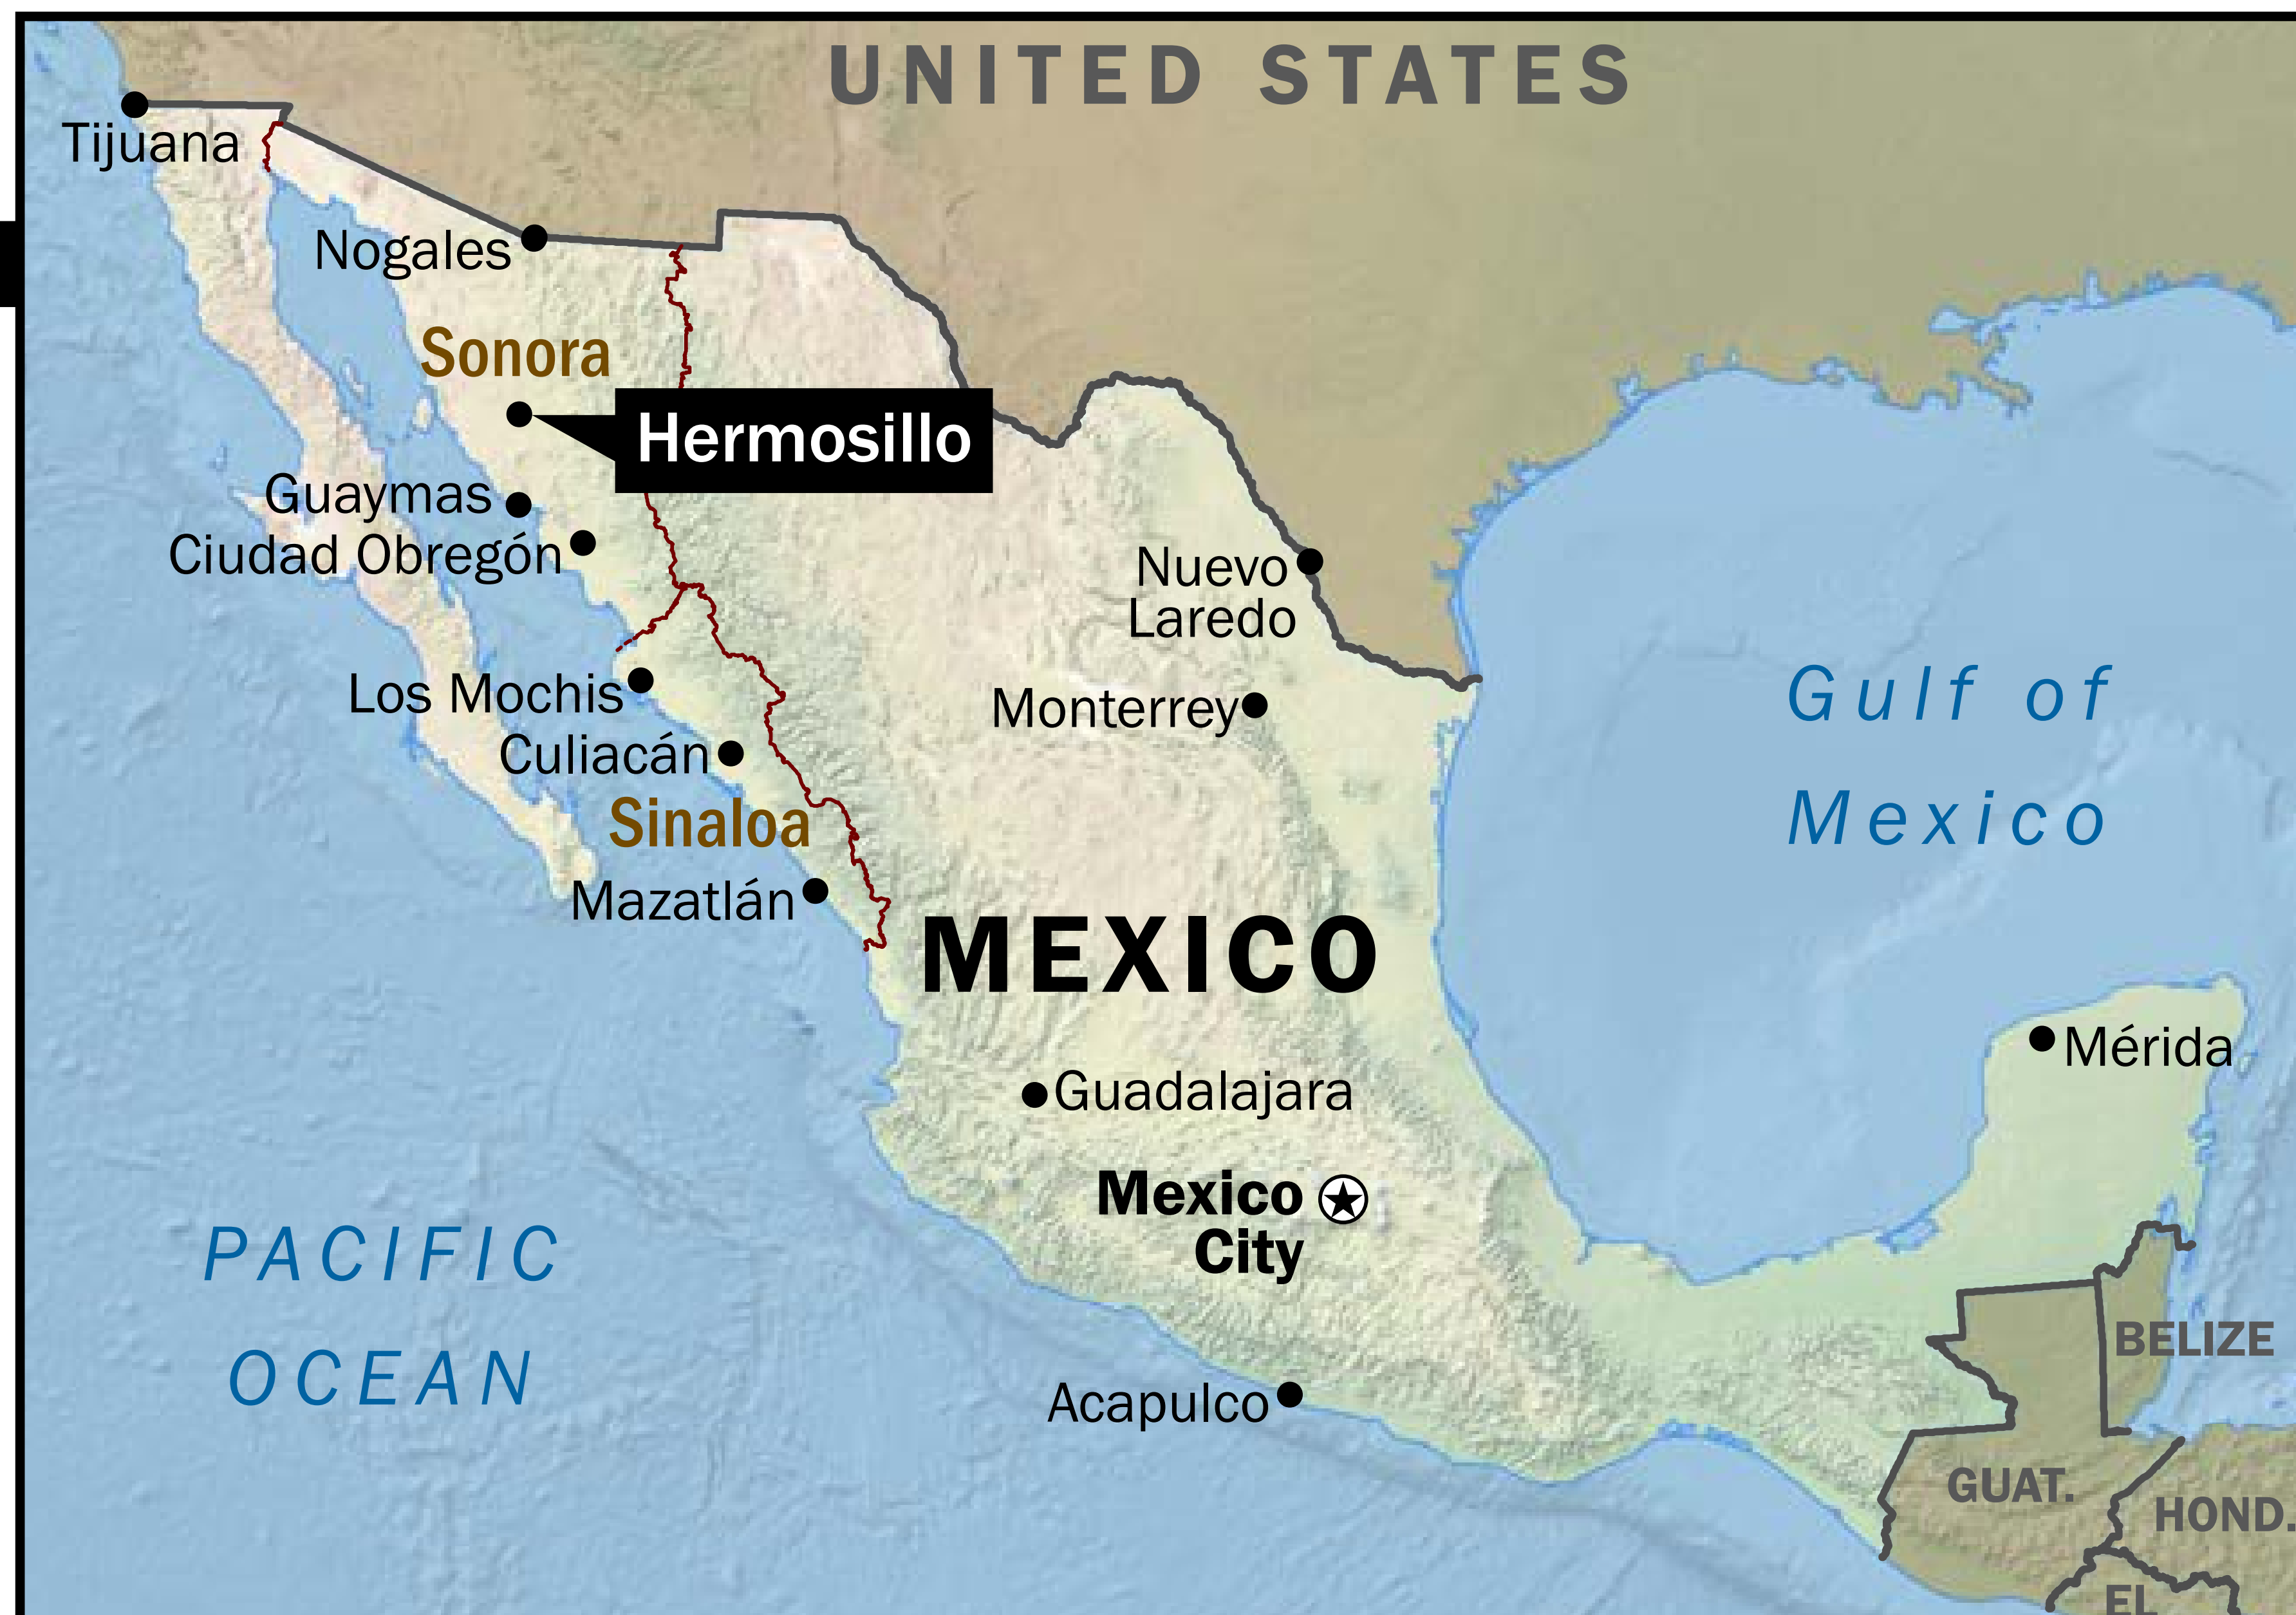 UNITED STATES
Tijuana
Nogales
Sonora
Hermosillo
Guaymas
Ciudad Obregón
Nuevo
Laredo
Los Mochis
Monterrey
Culiacán
Sinaloa
Mazatlán
Gulf of
Mexico
MEXICO
Mérida
Guadalajara
Mexico
City
PACIFIC
OCEAN
Acapulco
BELIZE
GUAT.
HOND.
EL